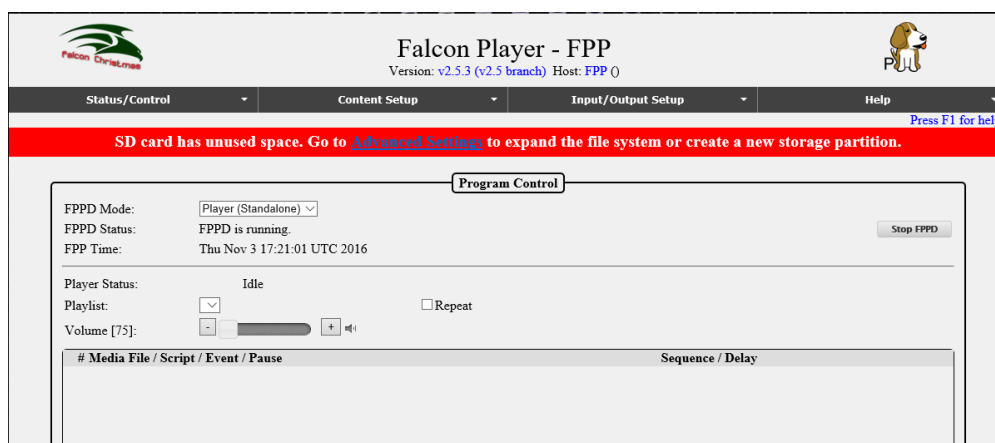 Falcon Christmas
Falcon Player - FPP
Version: v2.5.3 (v2.5 branch) Host: FPP ()
Status/Control
Content Setup
Input/Output Setup
Help
Press F1 for hel
SD card has unused space. Go to Advanced Settings to expand the file system or create a new storage partition.
Program Control
FPPD Mode: Player (Standalone)
FPPD Status: FPPD is running. Stop FPPD
FPP Time: Thu Nov 3 17:21:01 UTC 2016
Player Status: Idle
Playlist: Repeat
Volume [75]: - +
# Media File / Script / Event / Pause Sequence / Delay